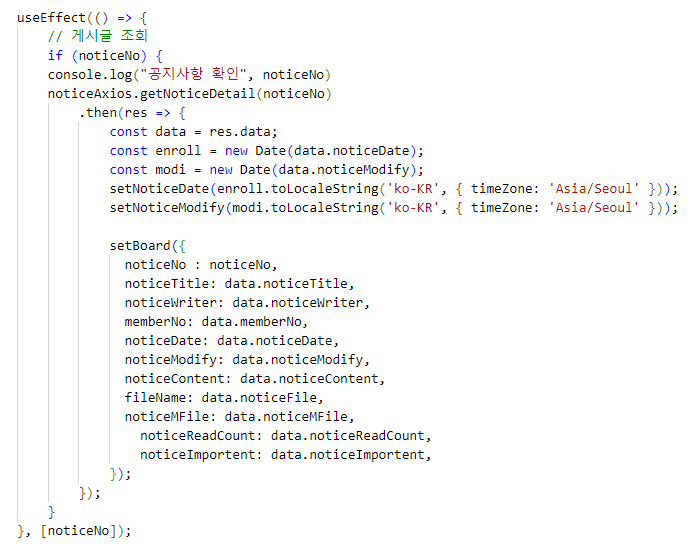 useEffect(() => {
// 게시글 조회
if (noticeNo) {
console.log("공지사항 확인", noticeNo)
noticeAxios.getNoticeDetail(noticeNo)
.then(res => {
const data = res.data;
const enroll = new Date(data.noticeDate);
const modi = new Date(data.noticeModify);
setNoticeDate(enroll.toLocaleString('ko-KR', { timeZone: 'Asia/Seoul' }));
setNoticeModify(modi.toLocaleString('ko-KR', { timeZone: 'Asia/Seoul' }));
setBoard({
noticeNo : noticeNo,
noticeTitle: data.noticeTitle,
noticeWriter: data.noticeWriter,
memberNo: data.memberNo,
noticeDate: data.noticeDate,
noticeModify: data.noticeModify,
noticeContent: data.noticeContent,
fileName: data.noticeFile,
noticeMFile: data.noticeMFile,
noticeReadCount: data.noticeReadCount,
noticeImportent: data.noticeImportent,
});
});
}
}, [noticeNo]);